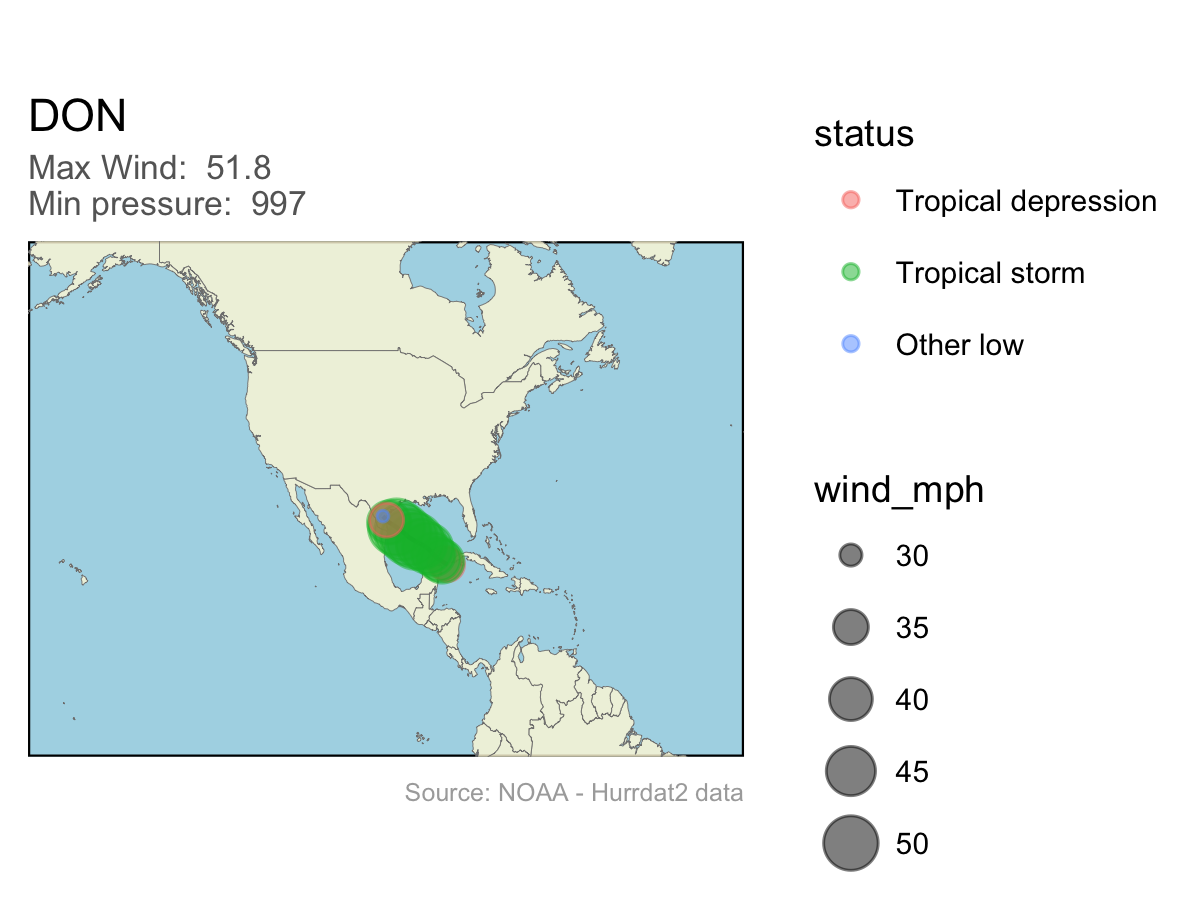 DON
Max Wind:  51.8
Min pressure:  997
status
Tropical depression
Tropical storm
Other low
wind_mph
30
35
40
45
50
Source: NOAA - Hurrdat2 data